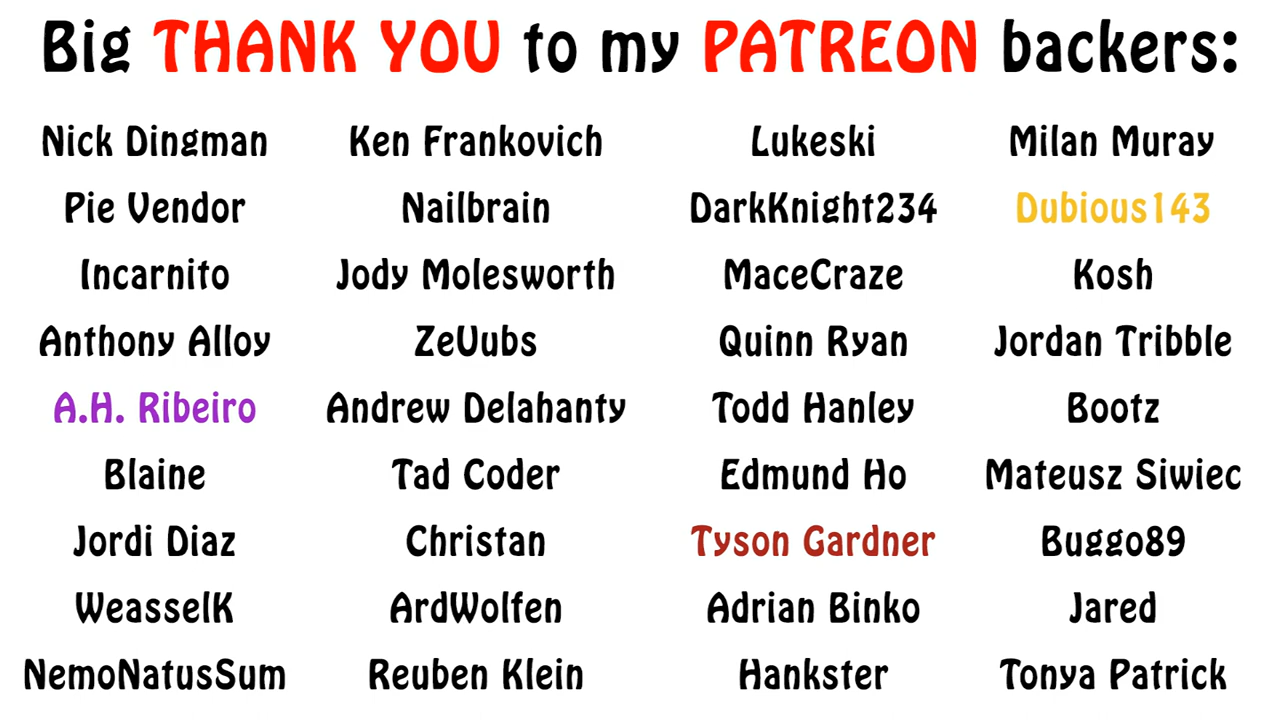 Big THANK YOU to my PATREON backers:
Nick Dingman Ken Frankovich Lukeski Milan Muray
Pie Vendor Nailbrain DarkKnight234 Dubious143
Incarnito Jody Molesworth MaceCraze Kosh
Anthony Alloy ZeVubs Quinn Ryan Jordan Tribble
A.H. Ribeiro Andrew Delahanty Todd Hanley Bootz
Blaine Tad Coder Edmund Ho Mateusz Siwiec
Jordi Diaz Christan Tyson Gardner Buggo89
WeasselK ArdWolfen Adrian Binko Jared
NemoNatusSum Reuben Klein Hankster Tonya Patrick